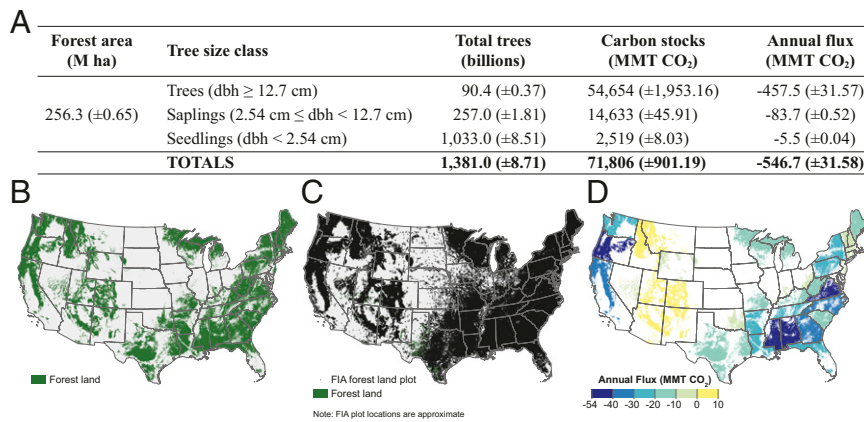 A
Forest area (M ha) Tree size class Total trees (billions) Carbon stocks (MMT CO₂) Annual flux (MMT CO₂)
256.3 (±0.65)
Trees (dbh ≥ 12.7 cm) 90.4 (±0.37) 54,654 (±1,953.16) -457.5 (±31.57)
Saplings (2.54 cm ≤ dbh < 12.7 cm) 257.0 (±1.81) 14,633 (±45.91) -83.7 (±0.52)
Seedlings (dbh < 2.54 cm) 1,033.0 (±8.51) 2,519 (±8.03) -5.5 (±0.04)
TOTALS 1,381.0 (±8.71) 71,806 (±901.19) -546.7 (±31.58)
B
Forest land
C
FIA forest land plot
Forest land
Note: FIA plot locations are approximate
D
Annual Flux (MMT CO₂)
-54 -40 -30 -20 -10 0 10